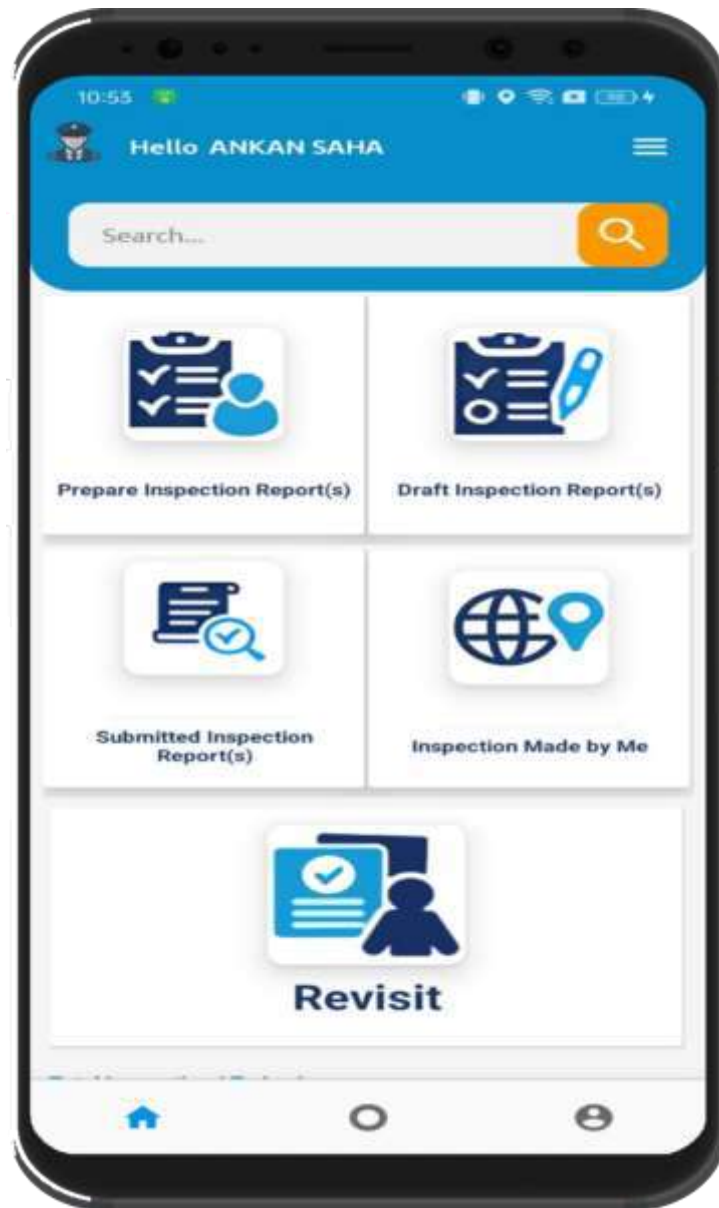 10:53
Hello ANKAN SAHA
Search...
Prepare Inspection Report(s)
Draft Inspection Report(s)
Submitted Inspection
Report(s)
Inspection Made by Me
Revisit